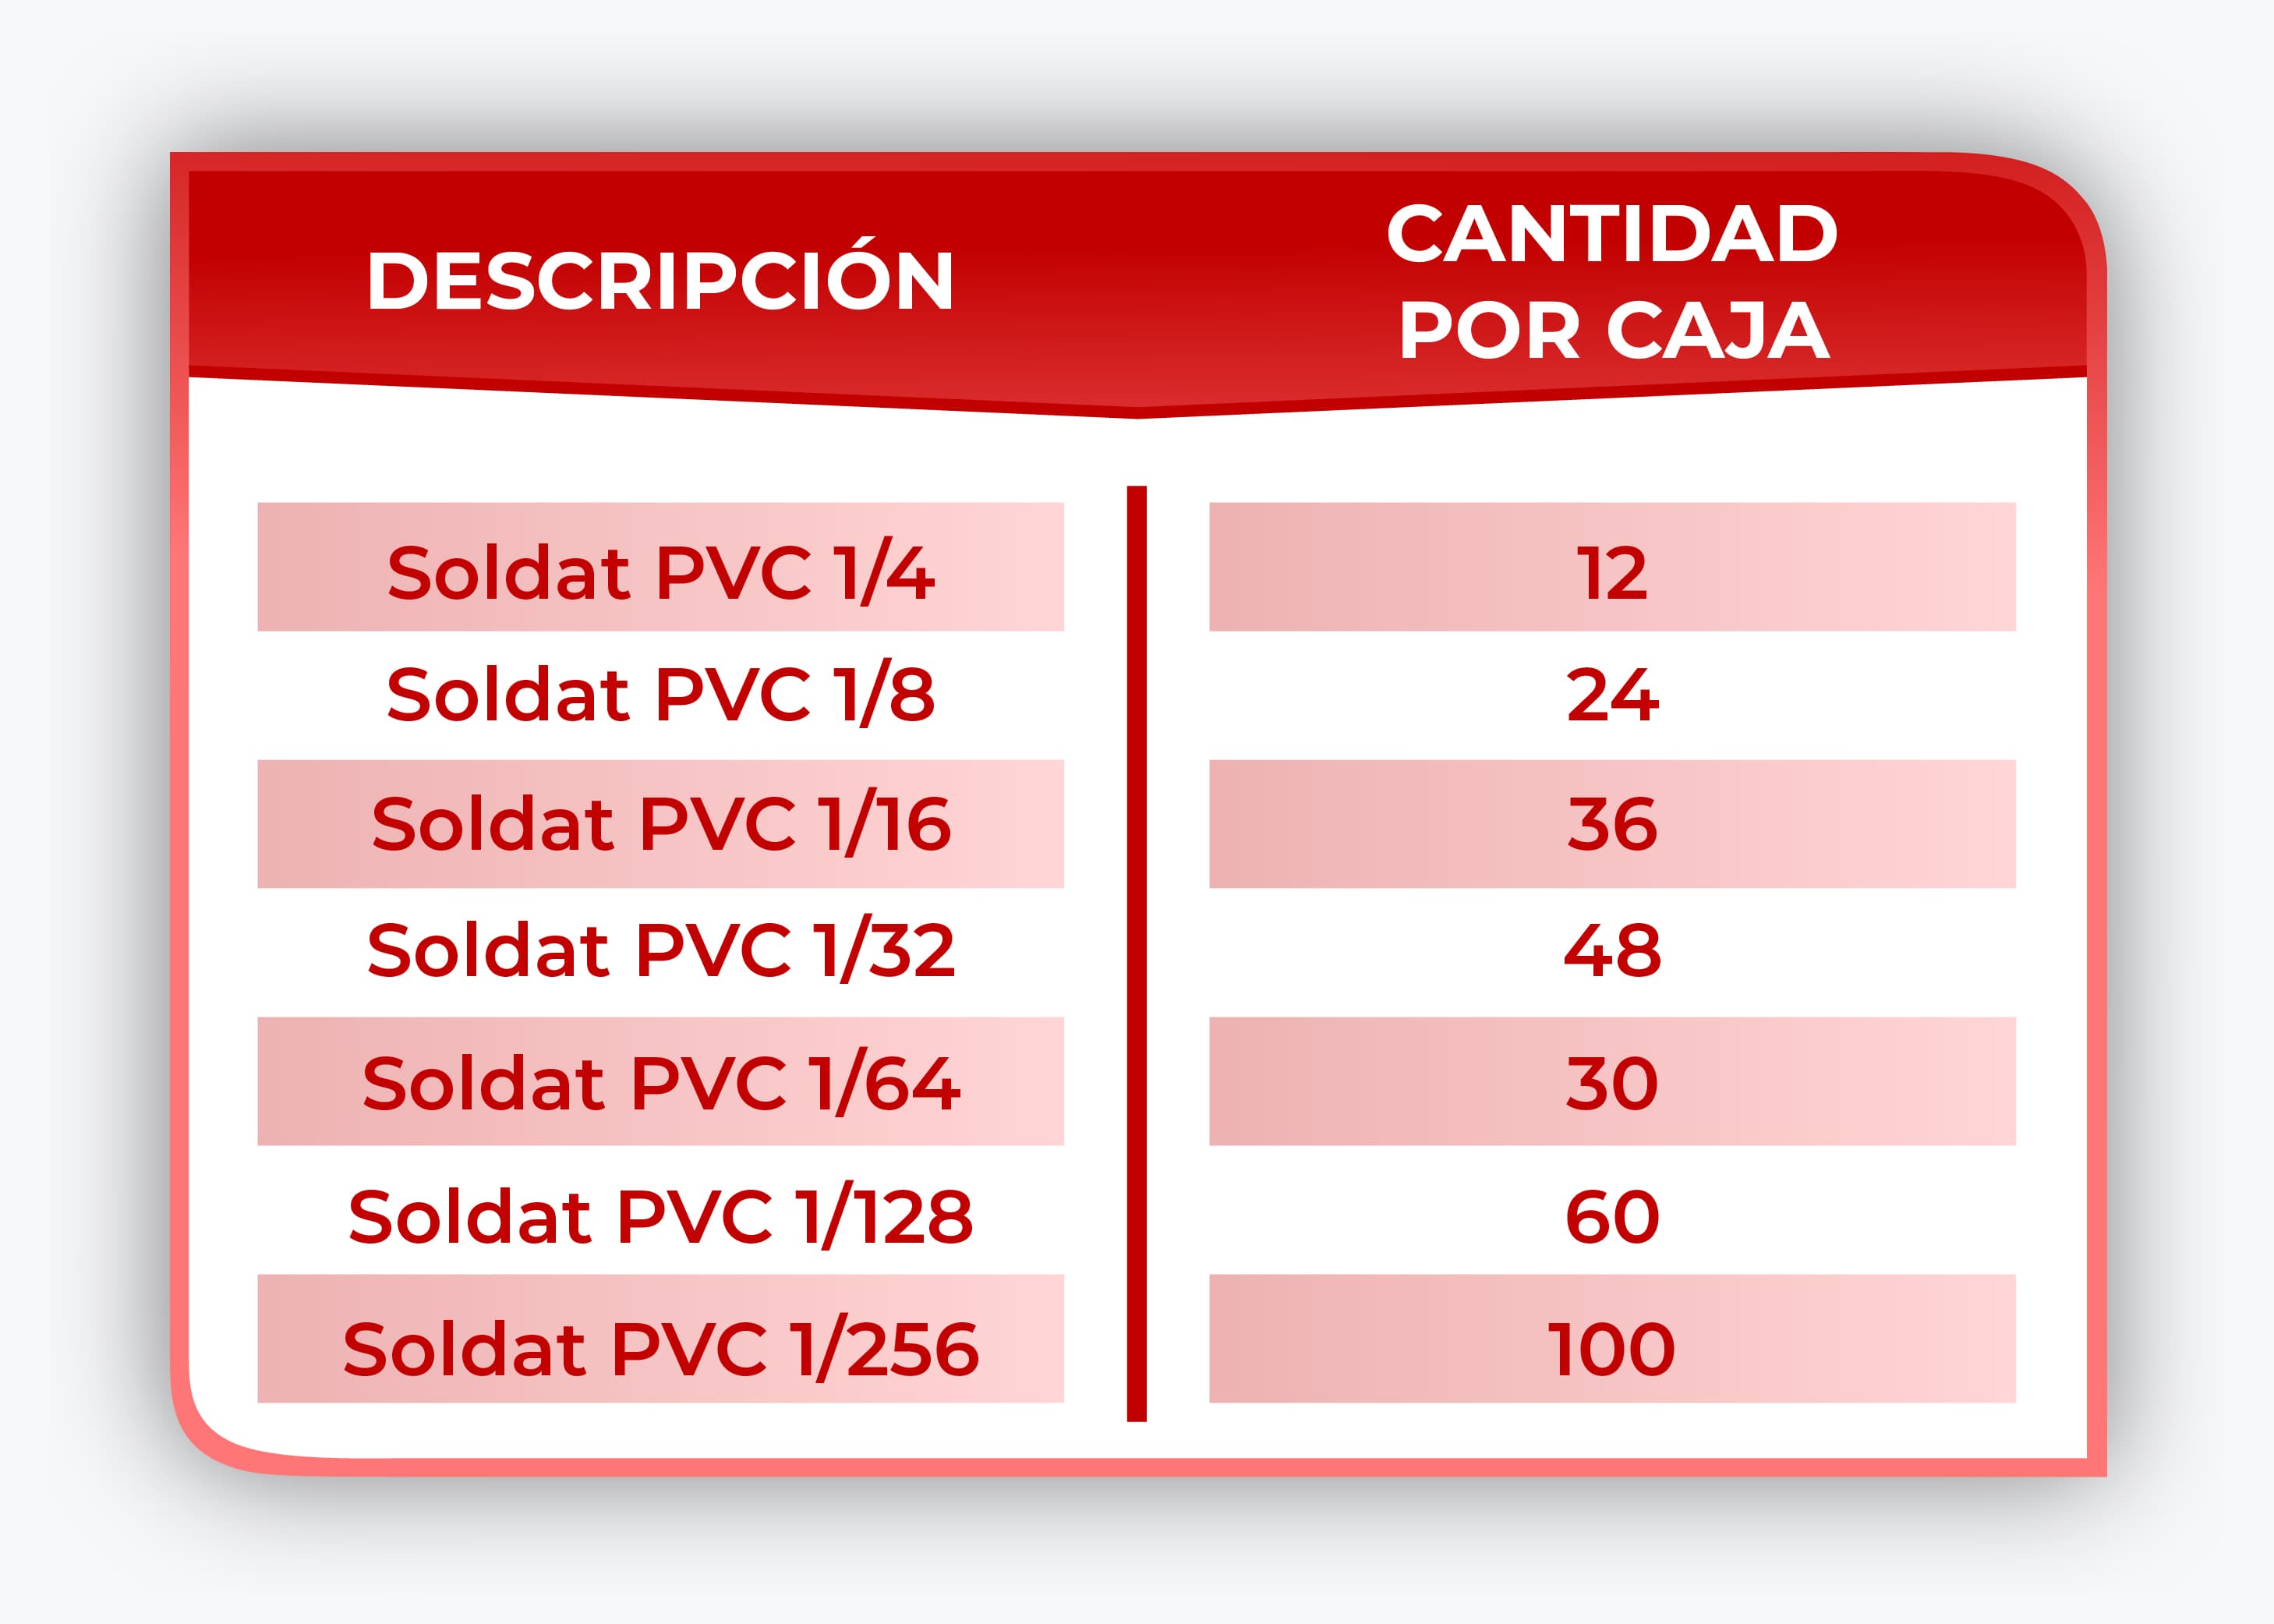 DESCRIPCIÓN
CANTIDAD
POR CAJA
Soldat PVC 1/4 12
Soldat PVC 1/8 24
Soldat PVC 1/16 36
Soldat PVC 1/32 48
Soldat PVC 1/64 30
Soldat PVC 1/128 60
Soldat PVC 1/256 100